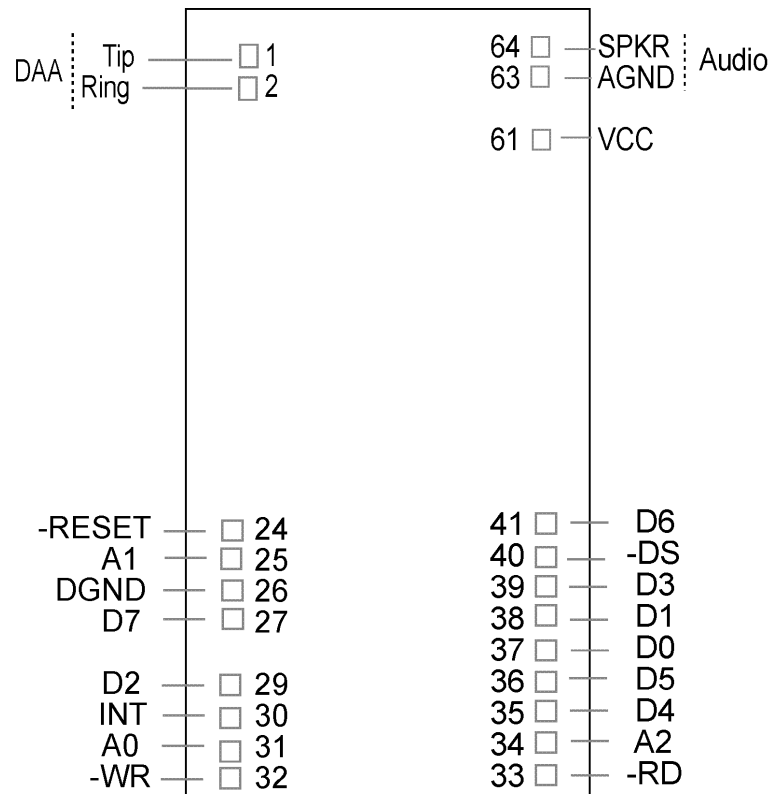 DAA Tip 1
Ring 2
64 SPKR Audio
63 AGND
61 VCC
-RESET 24
A1 25
DGND 26
D7 27
D2 29
INT 30
A0 31
-WR 32
41 D6
40 -DS
39 D3
38 D1
37 D0
36 D5
35 D4
34 A2
33 -RD